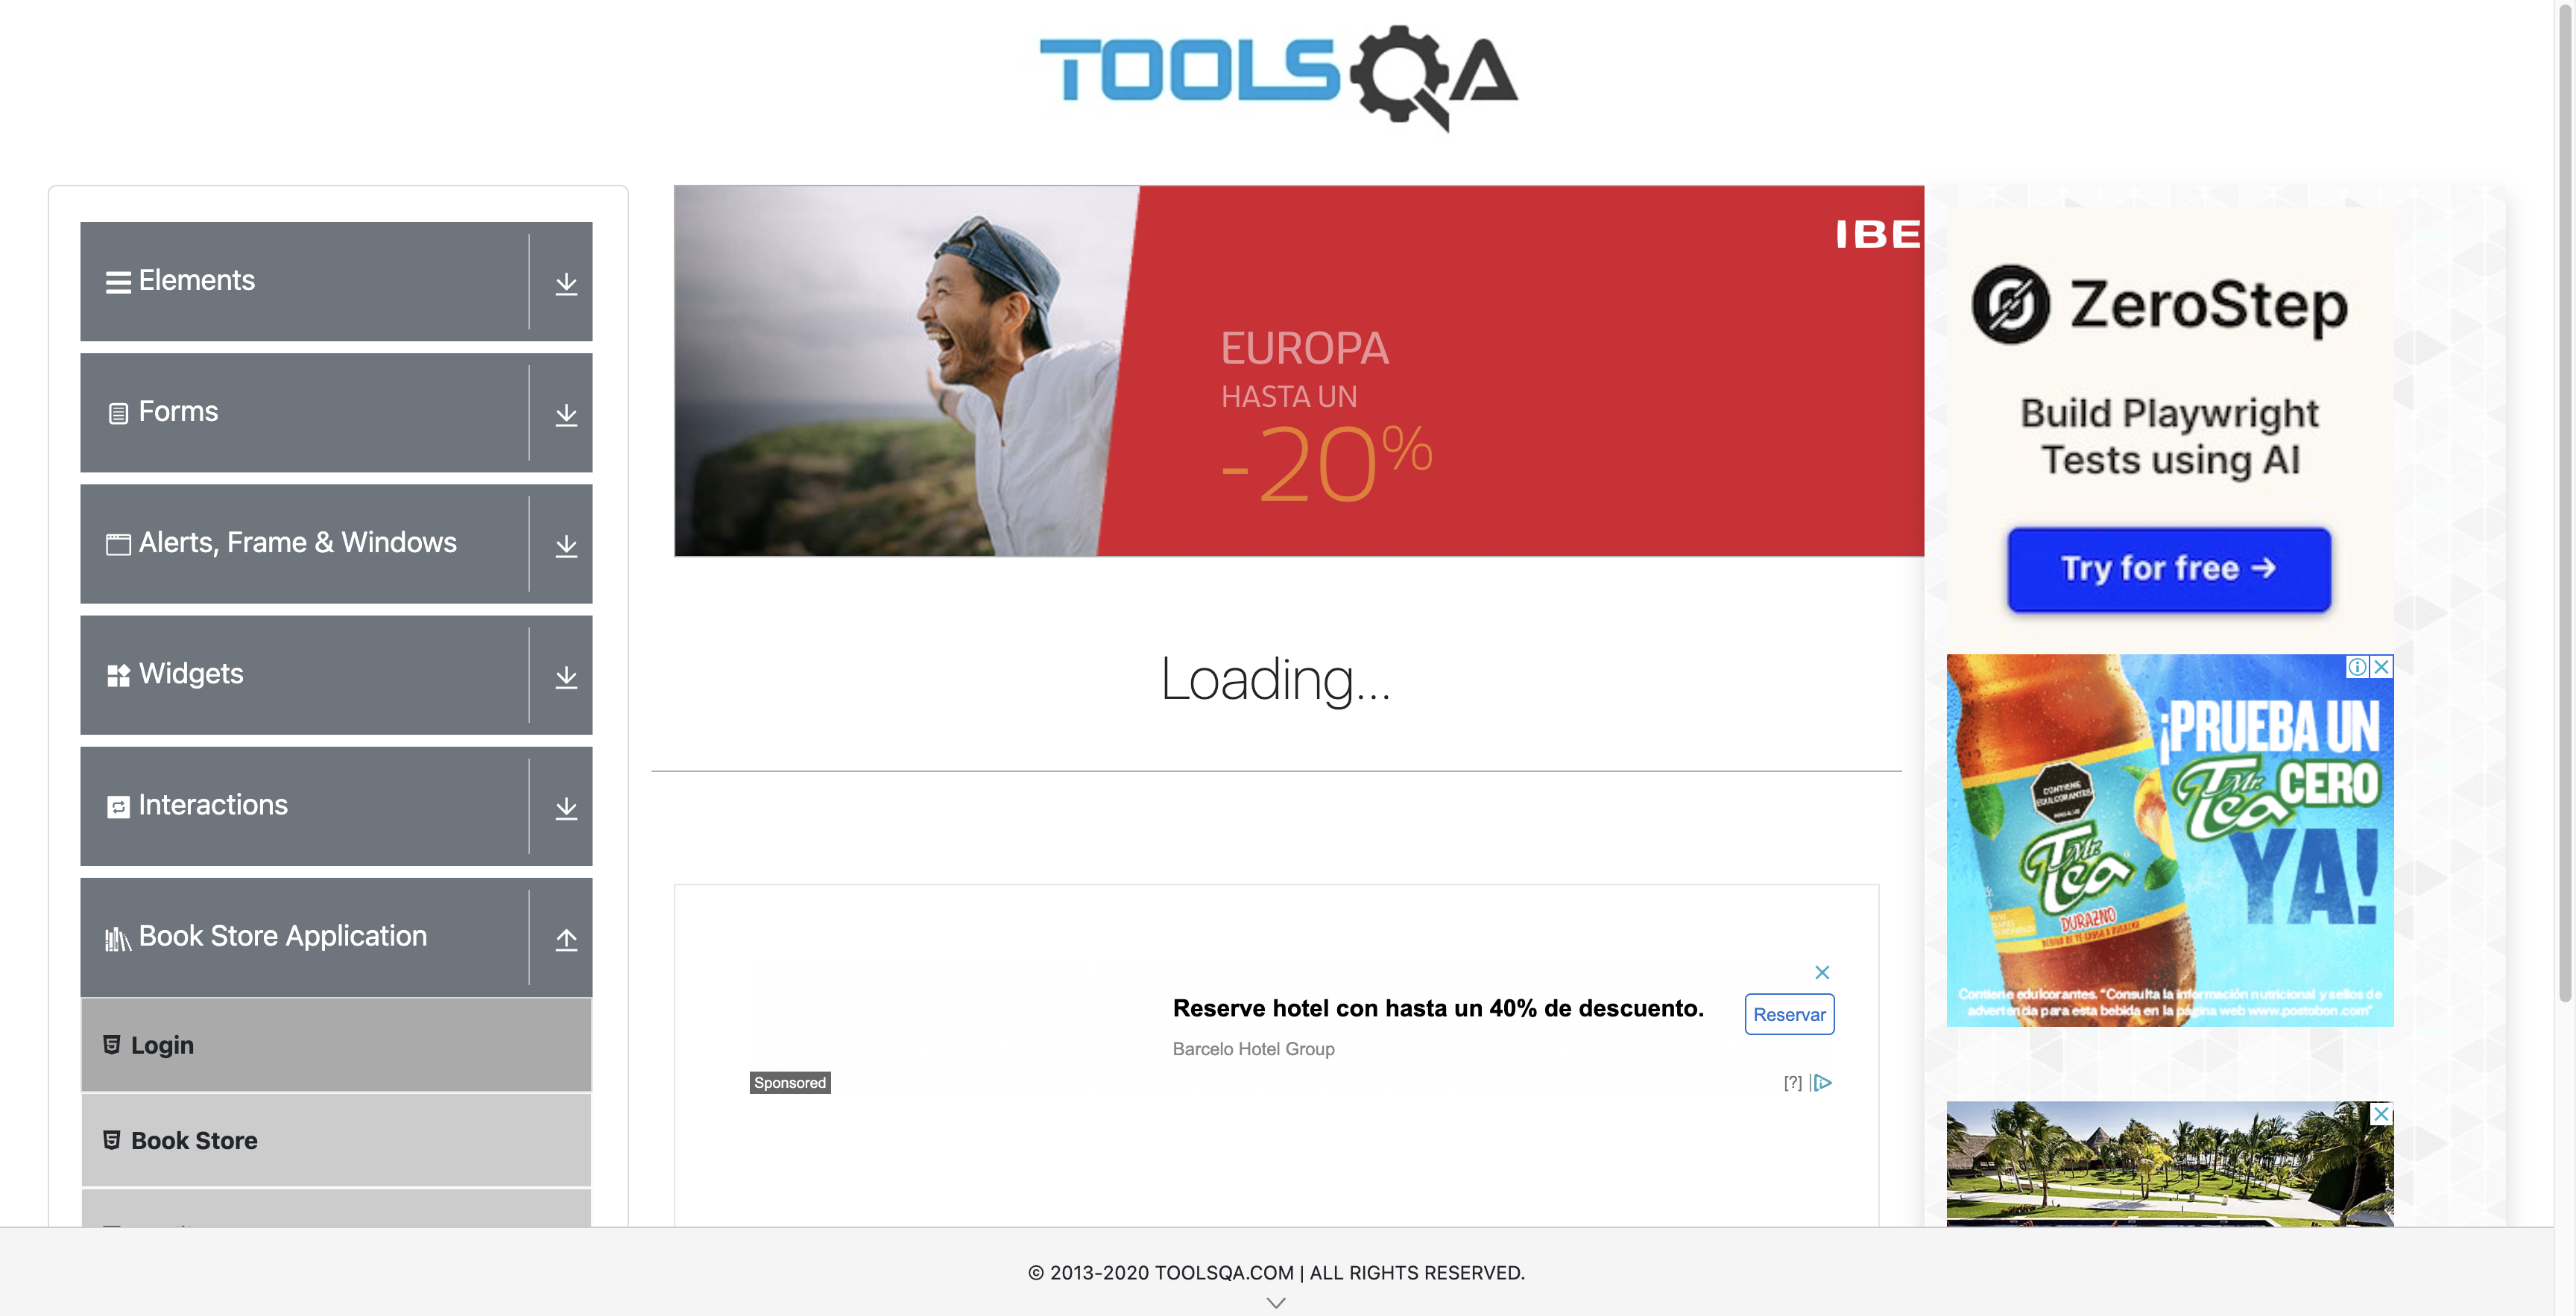 TOOLSQA
Elements
Forms
Alerts, Frame & Windows
Widgets
Interactions
Book Store Application
Login
Book Store
IBE
EUROPA
HASTA UN
-20%
Loading...
Reserve hotel con hasta un 40% de descuento.
Reservar
Barcelo Hotel Group
Sponsored
[?]
ZeroStep
Build Playwright
Tests using AI
Try for free →
¡PRUEBA UN
Mr. Tea CERO
YA!
CONTIENE
EDULCORANTES
Mr. Tea
DURAZNO
Contiene edulcorantes. "Consulta la información nutricional y sellos de
advertencia para esta bebida en la página web www.postobon.com"
© 2013-2020 TOOLSQA.COM | ALL RIGHTS RESERVED.